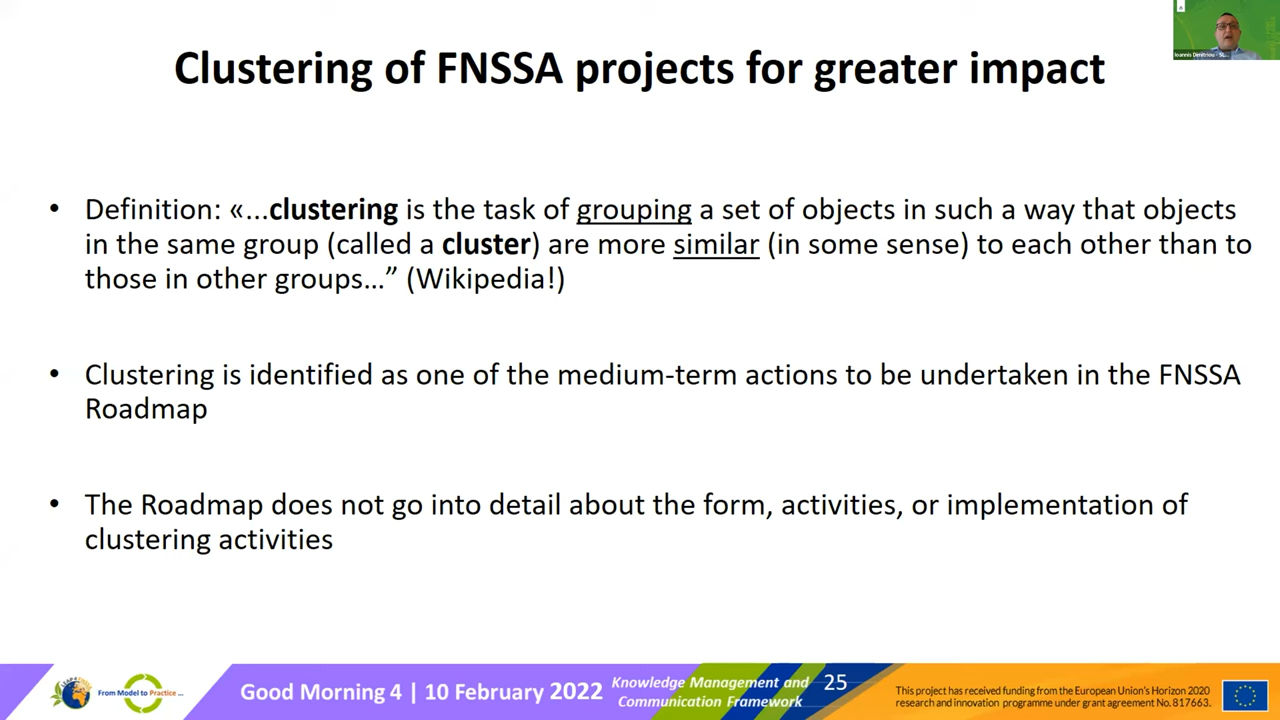 Clustering of FNSSA projects for greater impact
• Definition: «...clustering is the task of grouping a set of objects in such a way that objects
in the same group (called a cluster) are more similar (in some sense) to each other than to
those in other groups...” (Wikipedia!)
• Clustering is identified as one of the medium-term actions to be undertaken in the FNSSA
Roadmap
• The Roadmap does not go into detail about the form, activities, or implementation of
clustering activities
From Model to Practice ...
Good Morning 4 | 10 February 2022
Knowledge Management and
Communication Framework
25
This project has received funding from the European Union's Horizon 2020
research and innovation programme under grant agreement No. 817663.